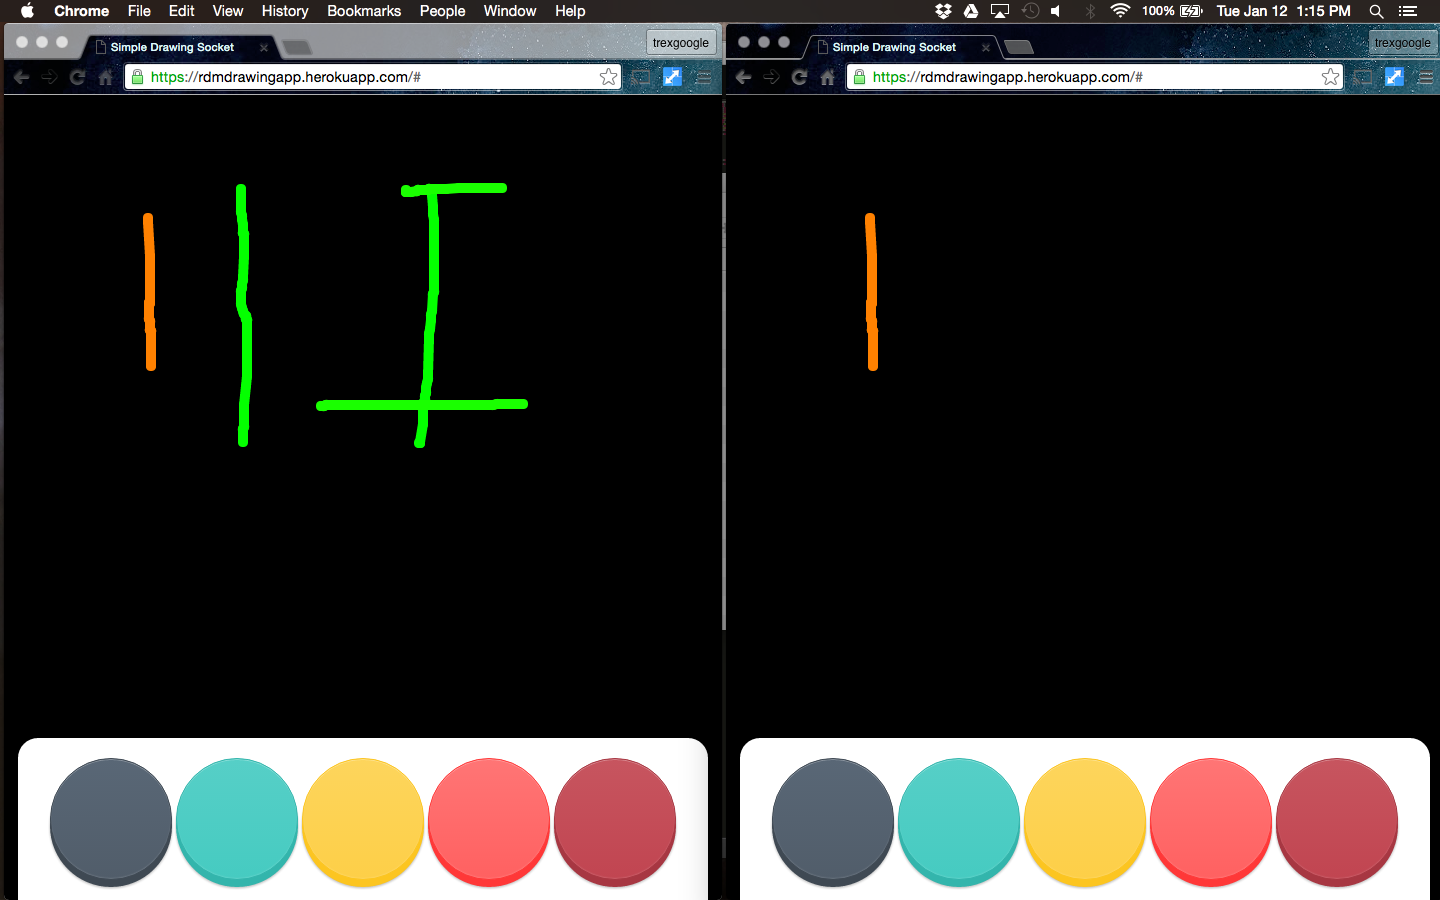 Chrome File Edit View History Bookmarks People Window Help 100% Tue Jan 12 1:15 PM
Simple Drawing Socket trexgoogle
https://rdmdrawingapp.herokuapp.com/#
Simple Drawing Socket trexgoogle
https://rdmdrawingapp.herokuapp.com/#